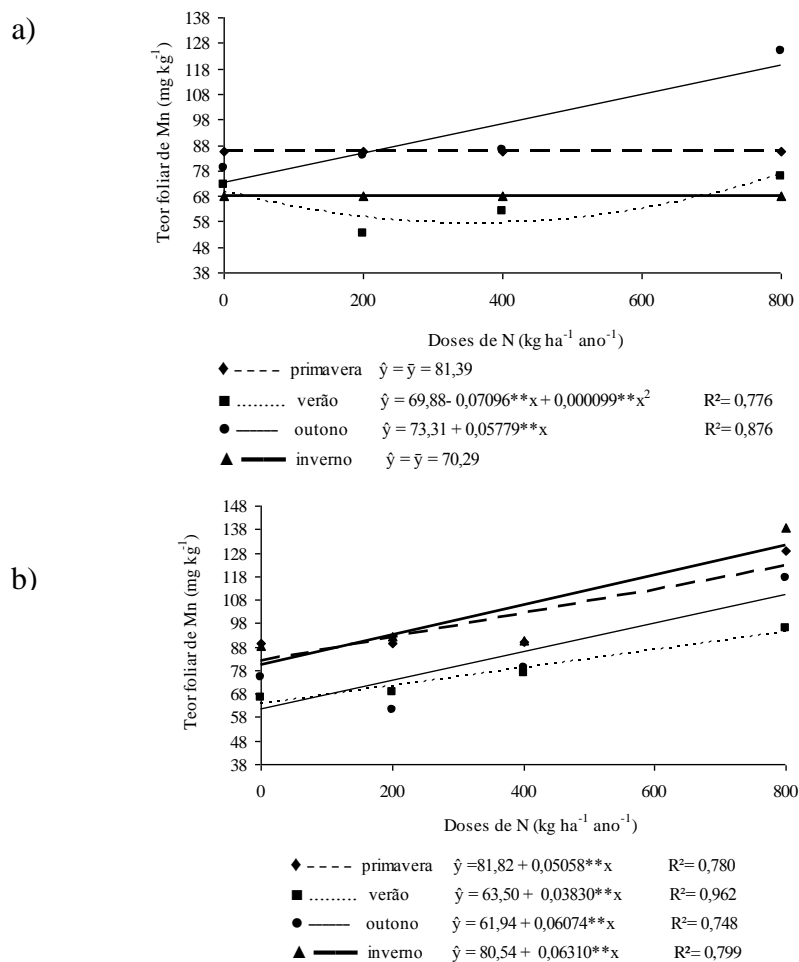 a)
Teor foliar de Mn (mg kg⁻¹)
138
128
118
108
98
88
78
68
58
48
38
0 200 400 600 800
Doses de N (kg ha⁻¹ ano⁻¹)
primavera ŷ = ȳ = 81,39
verão ŷ = 69,88- 0,07096**x + 0,000099**x² R²= 0,776
outono ŷ = 73,31 + 0,05779**x R²= 0,876
inverno ŷ = ȳ = 70,29
b)
Teor foliar de Mn (mg kg⁻¹)
148
138
128
118
108
98
88
78
68
58
48
38
0 200 400 600 800
Doses de N (kg ha⁻¹ ano⁻¹)
primavera ŷ =81,82 + 0,05058**x R²= 0,780
verão ŷ = 63,50 + 0,03830**x R²= 0,962
outono ŷ = 61,94 + 0,06074**x R²= 0,748
inverno ŷ = 80,54 + 0,06310**x R²= 0,799